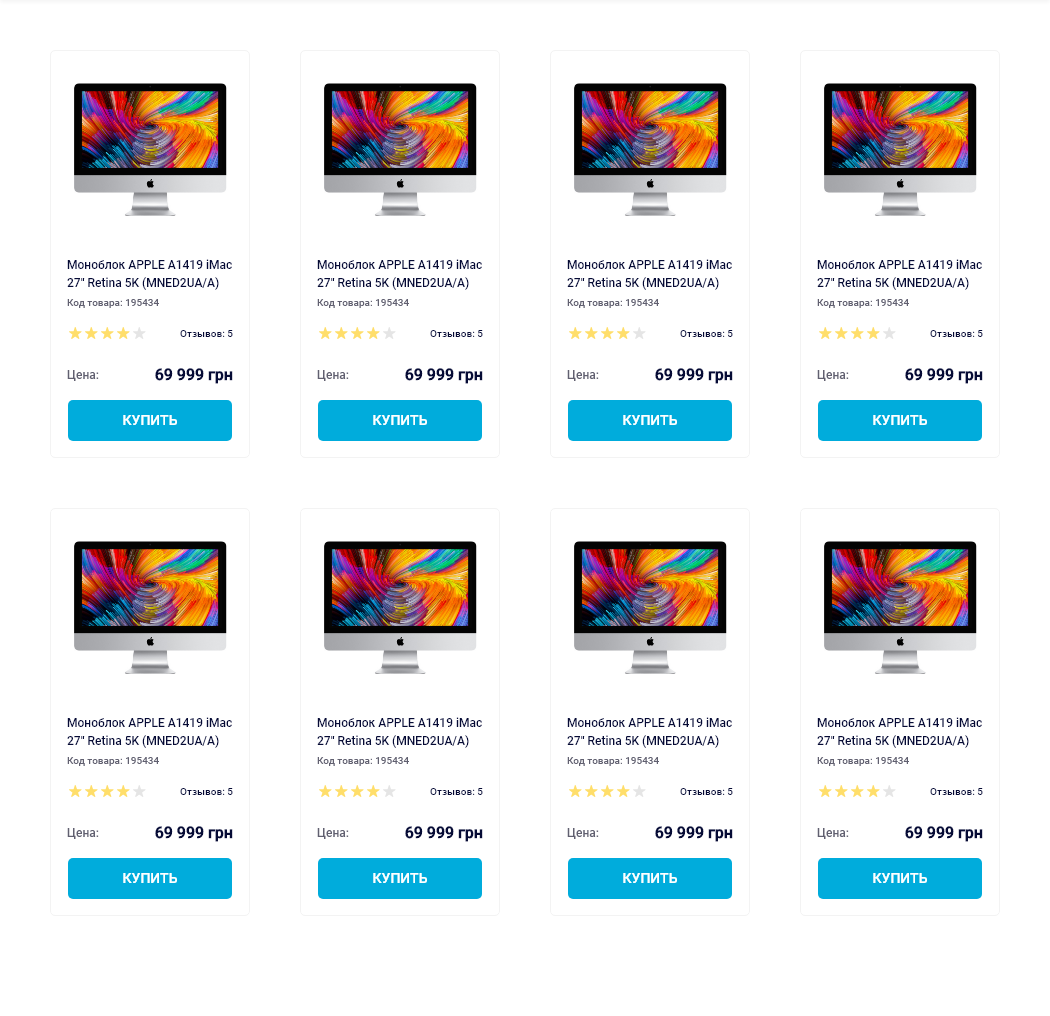 Моноблок APPLE A1419 iMac
27" Retina 5K (MNED2UA/A)
Код товара: 195434
Отзывов: 5
Цена: 69 999 грн
КУПИТЬ
Моноблок APPLE A1419 iMac
27" Retina 5K (MNED2UA/A)
Код товара: 195434
Отзывов: 5
Цена: 69 999 грн
КУПИТЬ
Моноблок APPLE A1419 iMac
27" Retina 5K (MNED2UA/A)
Код товара: 195434
Отзывов: 5
Цена: 69 999 грн
КУПИТЬ
Моноблок APPLE A1419 iMac
27" Retina 5K (MNED2UA/A)
Код товара: 195434
Отзывов: 5
Цена: 69 999 грн
КУПИТЬ
Моноблок APPLE A1419 iMac
27" Retina 5K (MNED2UA/A)
Код товара: 195434
Отзывов: 5
Цена: 69 999 грн
КУПИТЬ
Моноблок APPLE A1419 iMac
27" Retina 5K (MNED2UA/A)
Код товара: 195434
Отзывов: 5
Цена: 69 999 грн
КУПИТЬ
Моноблок APPLE A1419 iMac
27" Retina 5K (MNED2UA/A)
Код товара: 195434
Отзывов: 5
Цена: 69 999 грн
КУПИТЬ
Моноблок APPLE A1419 iMac
27" Retina 5K (MNED2UA/A)
Код товара: 195434
Отзывов: 5
Цена: 69 999 грн
КУПИТЬ